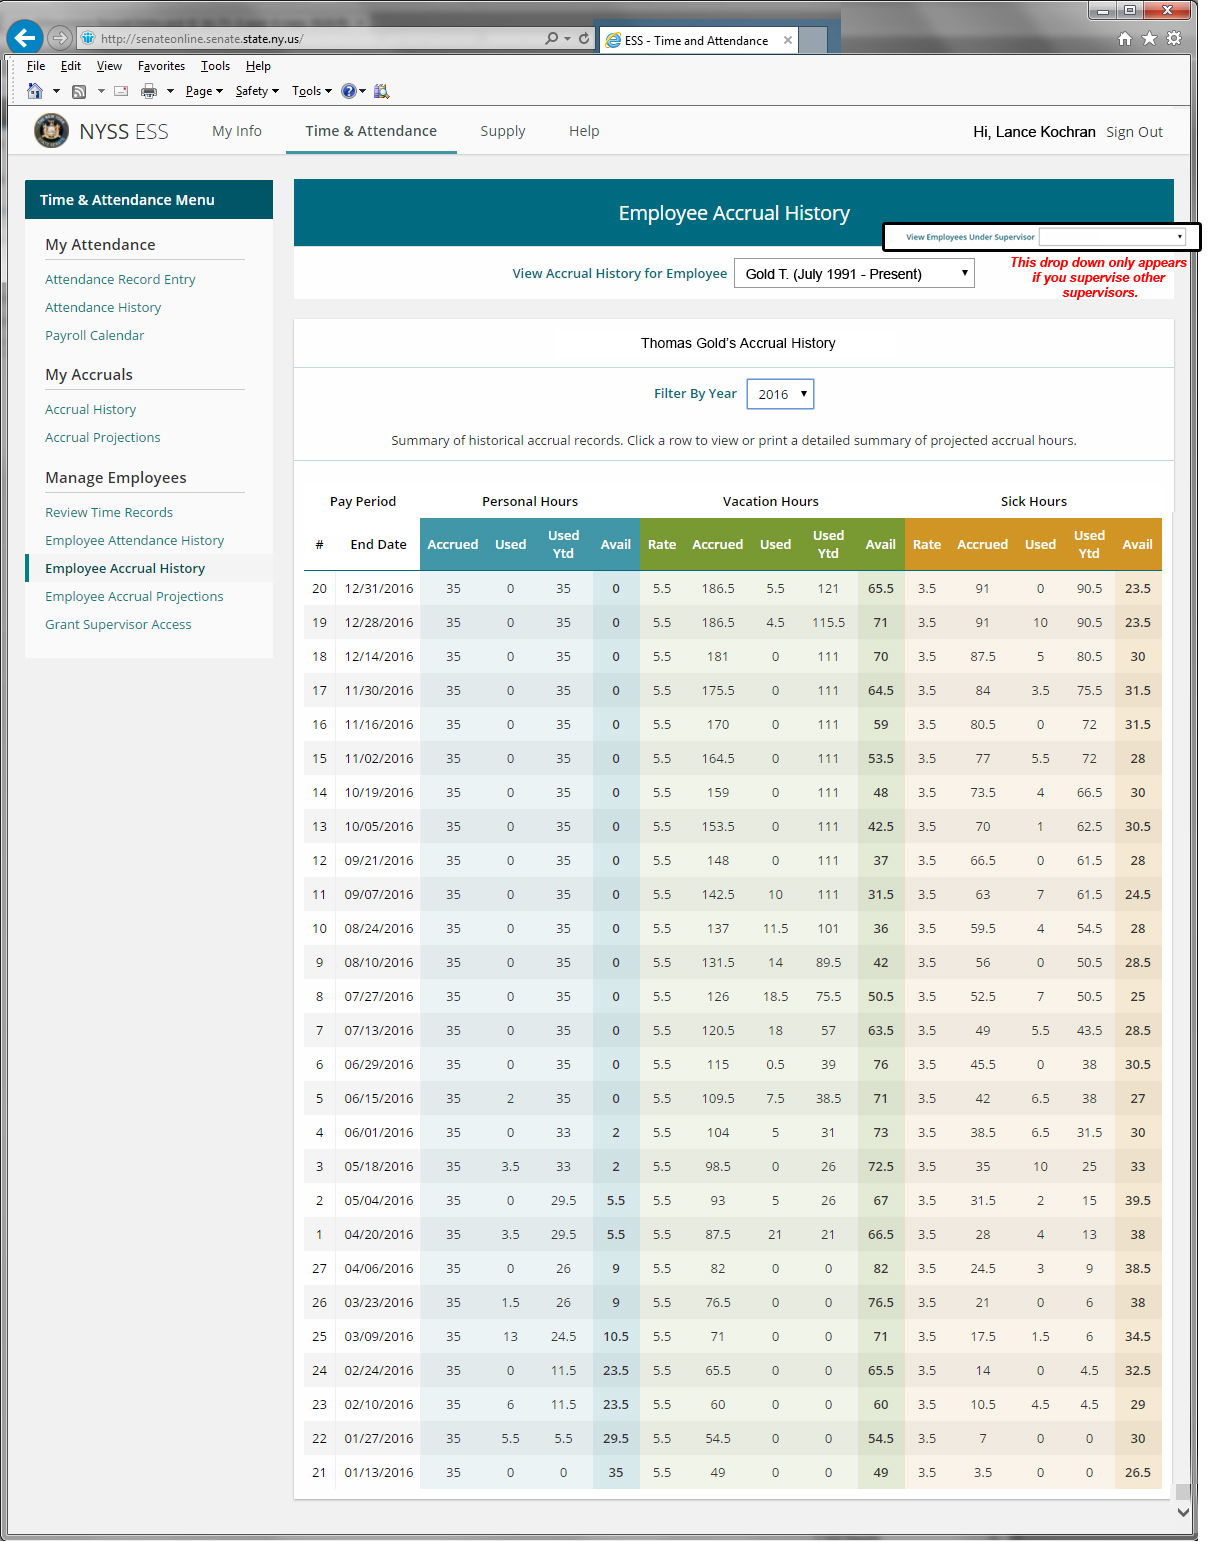 http://senateonline.senate.state.ny.us/
ESS - Time and Attendance
File Edit View Favorites Tools Help
Page Safety Tools
NYSS ESS My Info Time & Attendance Supply Help Hi, Lance Kochran Sign Out
Time & Attendance Menu
My Attendance
Attendance Record Entry
Attendance History
Payroll Calendar
My Accruals
Accrual History
Accrual Projections
Manage Employees
Review Time Records
Employee Attendance History
Employee Accrual History
Employee Accrual Projections
Grant Supervisor Access
Employee Accrual History
View Employees Under Supervisor
This drop down only appears
if you supervise other
supervisors.
View Accrual History for Employee Gold T. (July 1991 - Present)
Thomas Gold's Accrual History
Filter By Year 2016
Summary of historical accrual records. Click a row to view or print a detailed summary of projected accrual hours.
Pay Period Personal Hours Vacation Hours Sick Hours
# End Date Accrued Used Used Ytd Avail Rate Accrued Used Used Ytd Avail Rate Accrued Used Used Ytd Avail
20 12/31/2016 35 0 35 0 5.5 186.5 5.5 121 65.5 3.5 91 0 90.5 23.5
19 12/28/2016 35 0 35 0 5.5 186.5 4.5 115.5 71 3.5 91 10 90.5 23.5
18 12/14/2016 35 0 35 0 5.5 181 0 111 70 3.5 87.5 5 80.5 30
17 11/30/2016 35 0 35 0 5.5 175.5 0 111 64.5 3.5 84 3.5 75.5 31.5
16 11/16/2016 35 0 35 0 5.5 170 0 111 59 3.5 80.5 0 72 31.5
15 11/02/2016 35 0 35 0 5.5 164.5 0 111 53.5 3.5 77 5.5 72 28
14 10/19/2016 35 0 35 0 5.5 159 0 111 48 3.5 73.5 4 66.5 30
13 10/05/2016 35 0 35 0 5.5 153.5 0 111 42.5 3.5 70 1 62.5 30.5
12 09/21/2016 35 0 35 0 5.5 148 0 111 37 3.5 66.5 0 61.5 28
11 09/07/2016 35 0 35 0 5.5 142.5 10 111 31.5 3.5 63 7 61.5 24.5
10 08/24/2016 35 0 35 0 5.5 137 11.5 101 36 3.5 59.5 4 54.5 28
9 08/10/2016 35 0 35 0 5.5 131.5 14 89.5 42 3.5 56 0 50.5 28.5
8 07/27/2016 35 0 35 0 5.5 126 18.5 75.5 50.5 3.5 52.5 7 50.5 25
7 07/13/2016 35 0 35 0 5.5 120.5 18 57 63.5 3.5 49 5.5 43.5 28.5
6 06/29/2016 35 0 35 0 5.5 115 0.5 39 76 3.5 45.5 0 38 30.5
5 06/15/2016 35 2 35 0 5.5 109.5 7.5 38.5 71 3.5 42 6.5 38 27
4 06/01/2016 35 0 33 2 5.5 104 5 31 73 3.5 38.5 6.5 31.5 30
3 05/18/2016 35 3.5 33 2 5.5 98.5 0 26 72.5 3.5 35 10 25 33
2 05/04/2016 35 0 29.5 5.5 5.5 93 5 26 67 3.5 31.5 2 15 39.5
1 04/20/2016 35 3.5 29.5 5.5 5.5 87.5 21 21 66.5 3.5 28 4 13 38
27 04/06/2016 35 0 26 9 5.5 82 0 0 82 3.5 24.5 3 9 38.5
26 03/23/2016 35 1.5 26 9 5.5 76.5 0 0 76.5 3.5 21 0 6 38
25 03/09/2016 35 13 24.5 10.5 5.5 71 0 0 71 3.5 17.5 1.5 6 34.5
24 02/24/2016 35 0 11.5 23.5 5.5 65.5 0 0 65.5 3.5 14 0 4.5 32.5
23 02/10/2016 35 6 11.5 23.5 5.5 60 0 0 60 3.5 10.5 4.5 4.5 29
22 01/27/2016 35 5.5 5.5 29.5 5.5 54.5 0 0 54.5 3.5 7 0 0 30
21 01/13/2016 35 0 0 35 5.5 49 0 0 49 3.5 3.5 0 0 26.5